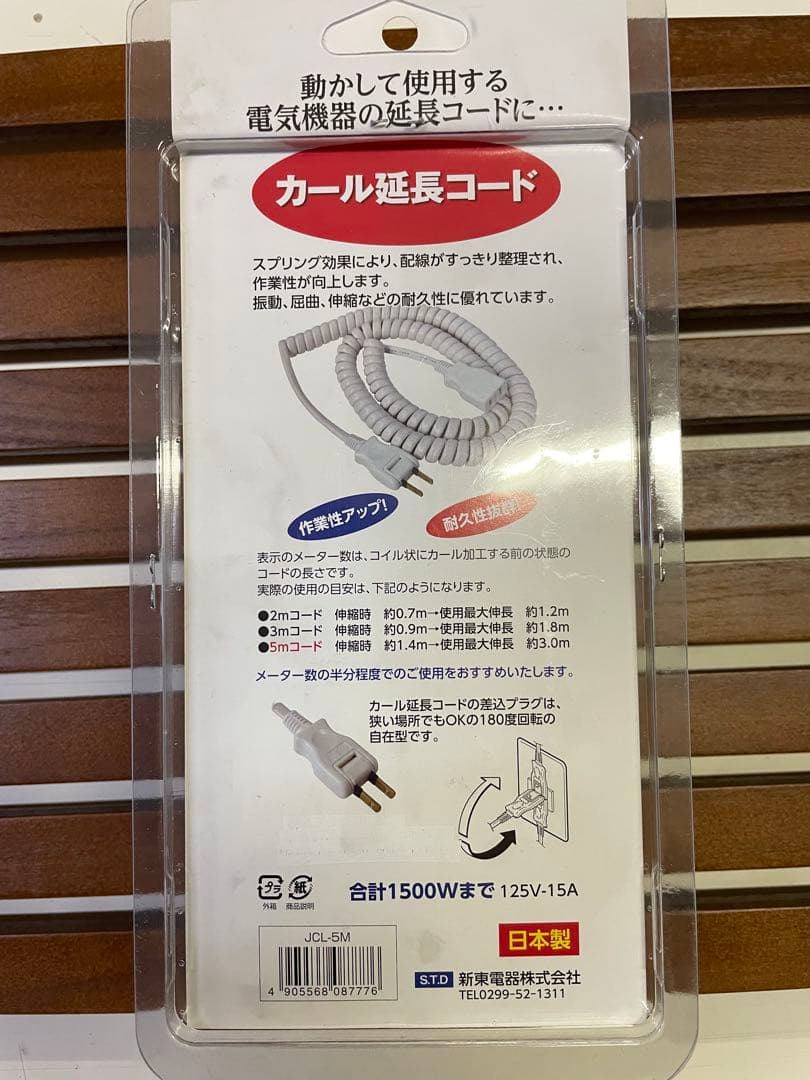 動かして使用する
電気機器の延長コードに…
カール延長コード
スプリング効果により、配線がすっきり整理され、
作業性が向上します。
振動、屈曲、伸縮などの耐久性に優れています。
作業性アップ!
耐久性抜群!
表示のメーター数は、コイル状にカール加工する前の状態の
コードの長さです。
実際の使用の目安は、下記のようになります。
●2mコード 伸縮時 約0.7m→使用最大伸長 約1.2m
●3mコード 伸縮時 約0.9m→使用最大伸長 約1.8m
●5mコード 伸縮時 約1.4m→使用最大伸長 約3.0m
メーター数の半分程度でのご使用をおすすめいたします。
カール延長コードの差込プラグは、
狭い場所でもOKの180度回転の
自在型です。
プラ 紙
外箱 商品説明
合計1500Wまで 125V-15A
JCL-5M
4 905568 087776
日本製
S.T.D 新東電器株式会社
TEL0299-52-1311